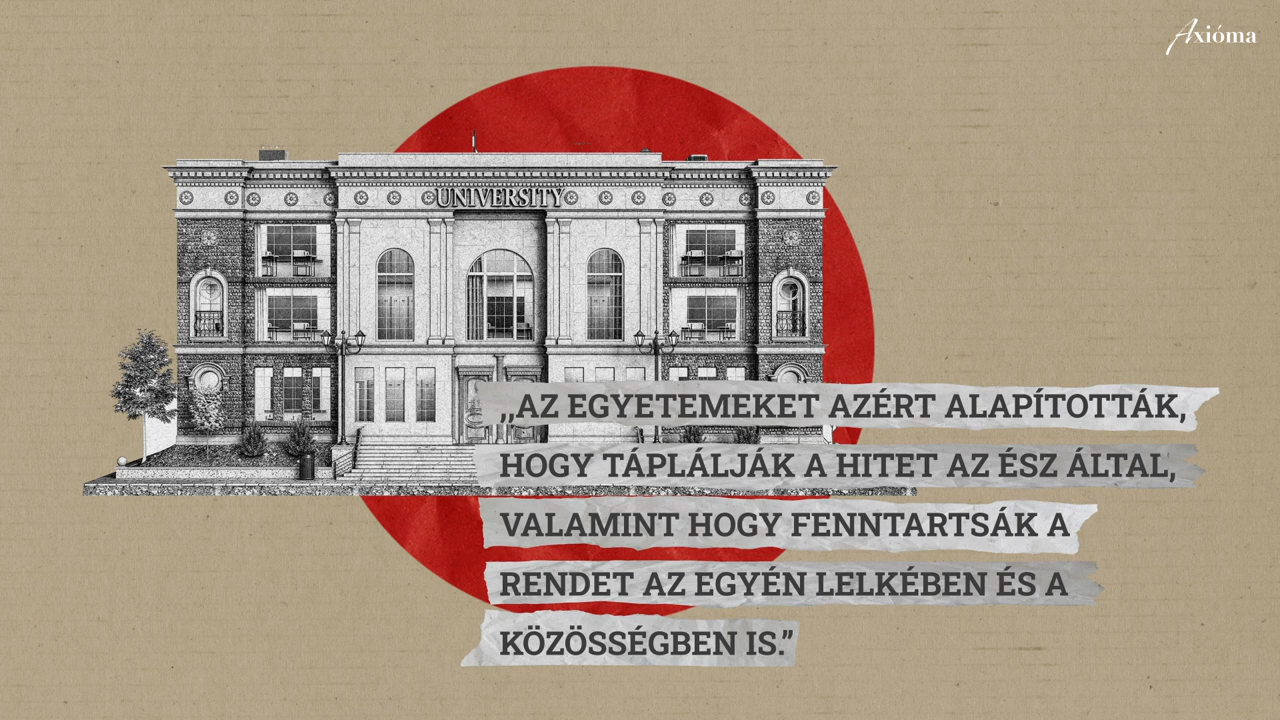 Axióma
UNIVERSITY
,,AZ EGYETEMEKET AZÉRT ALAPÍTOTTÁK,
HOGY TÁPLÁLJÁK A HITET AZ ÉSZ ÁLTAL,
VALAMINT HOGY FENNTARTSÁK A
RENDET AZ EGYÉN LELKÉBEN ÉS A
KÖZÖSSÉGBEN IS.”